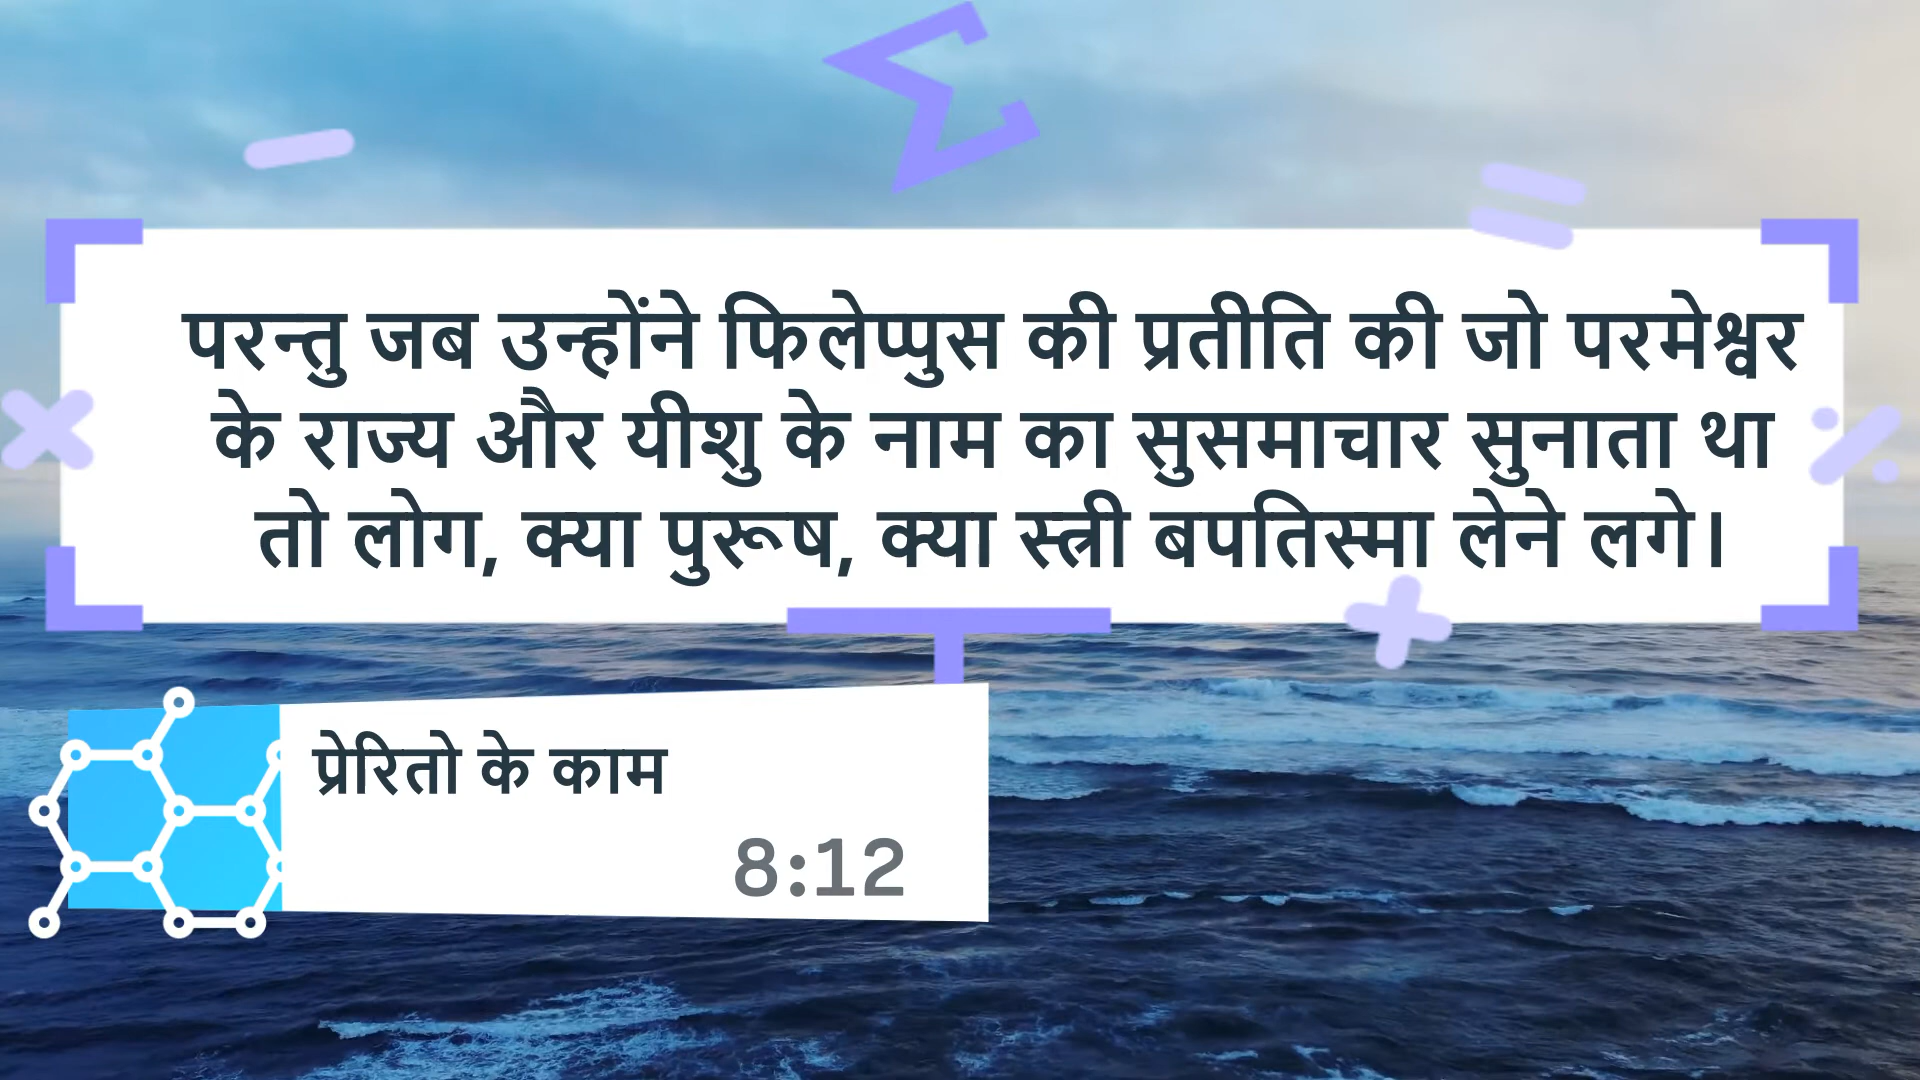 परन्तु जब उन्होंने फिलेप्पुस की प्रतीति की जो परमेश्वर
के राज्य और यीशु के नाम का सुसमाचार सुनाता था
तो लोग, क्या पुरूष, क्या स्त्री बपतिस्मा लेने लगे।
प्रेरितो के काम
8:12